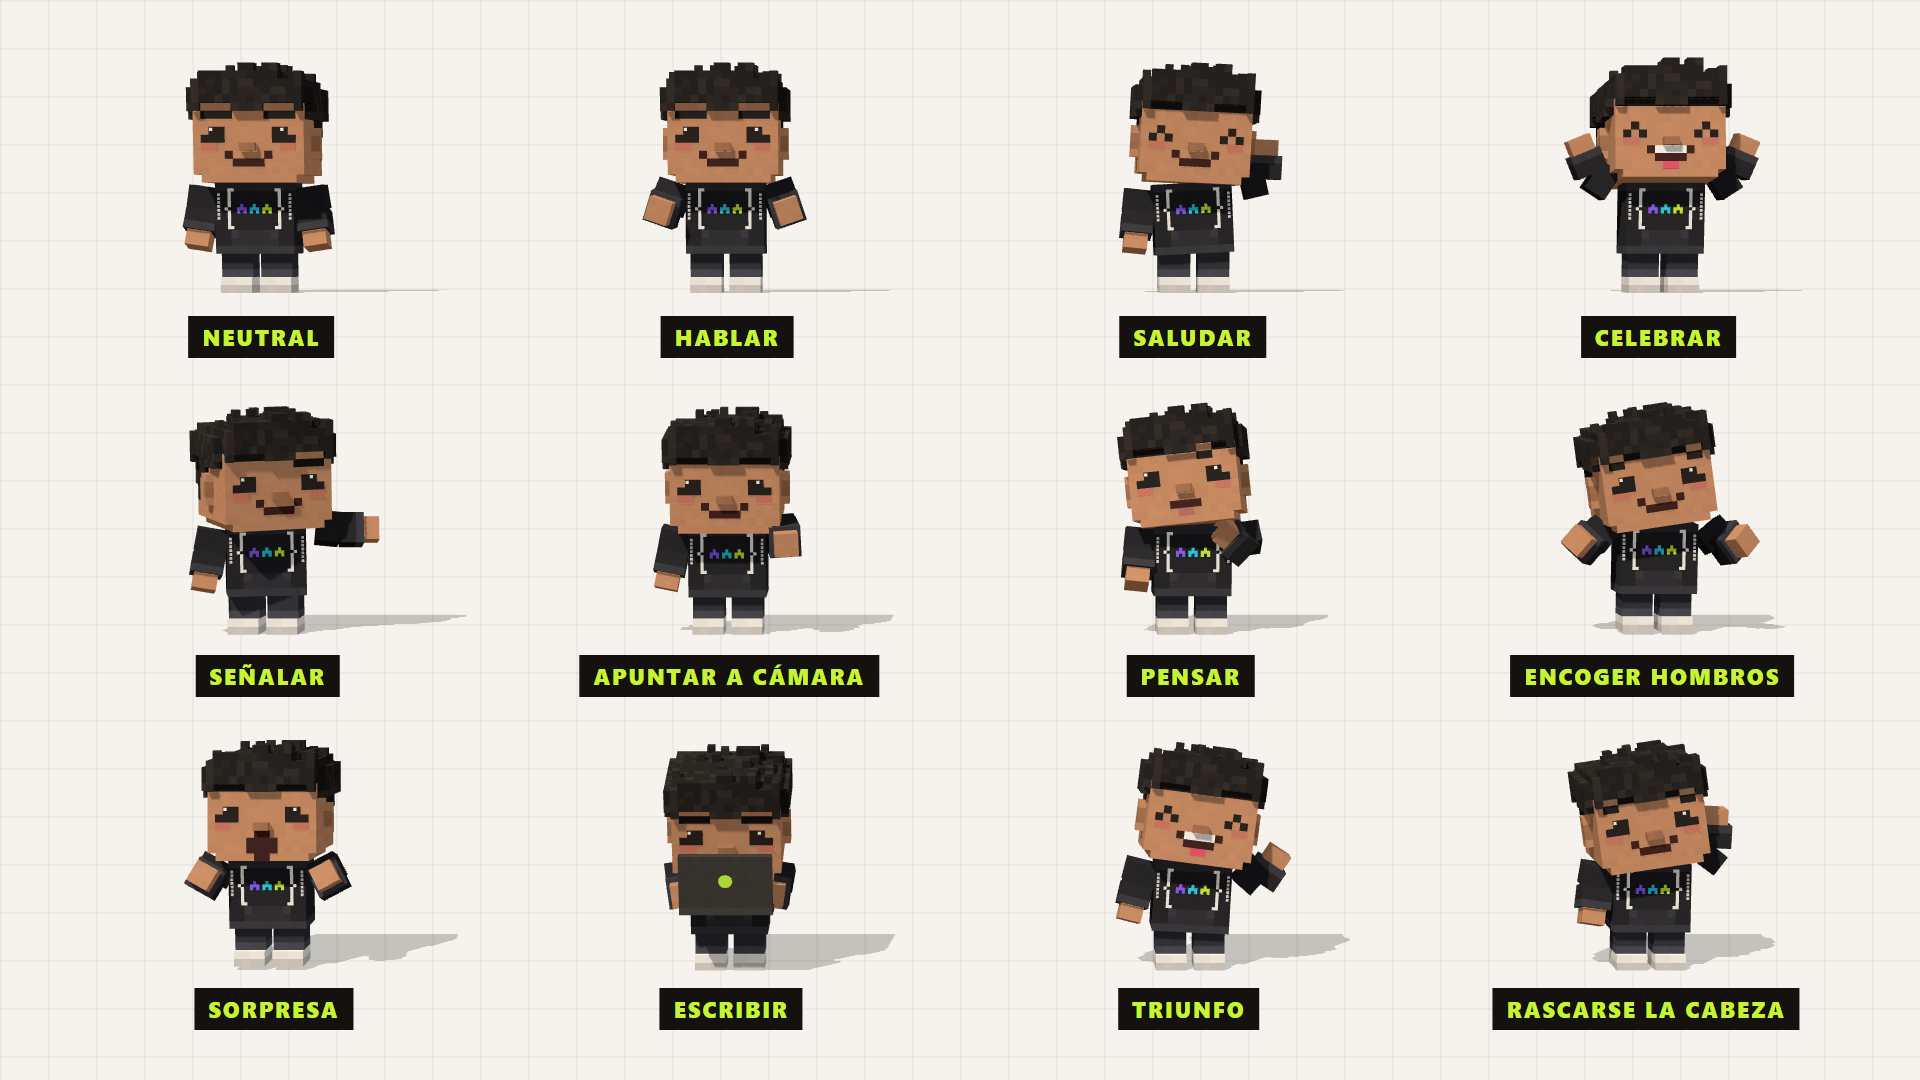 NEUTRAL
HABLAR
SALUDAR
CELEBRAR
SEÑALAR
APUNTAR A CÁMARA
PENSAR
ENCOGER HOMBROS
SORPRESA
ESCRIBIR
TRIUNFO
RASCARSE LA CABEZA